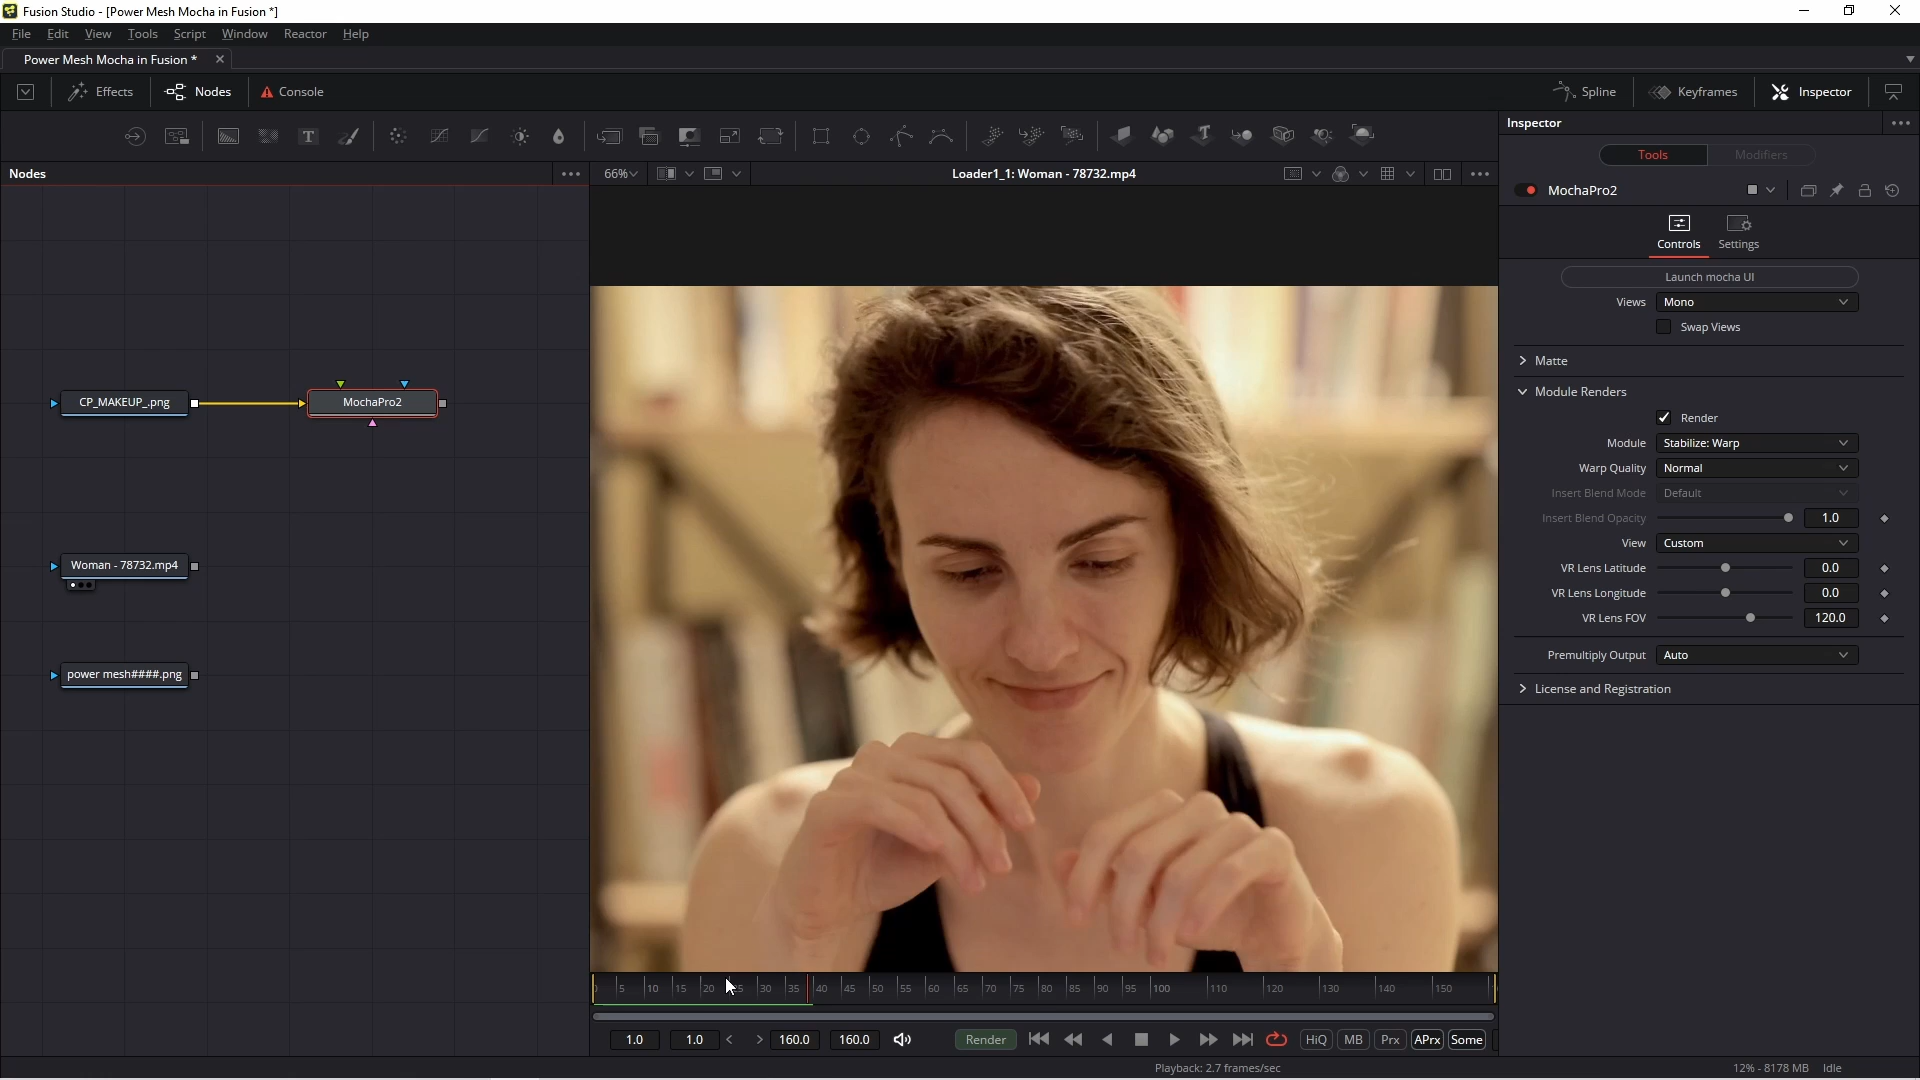 Fusion Studio - [Power Mesh Mocha in Fusion *]
File Edit View Tools Script Window Reactor Help
Power Mesh Mocha in Fusion *
Effects Nodes Console Spline Keyframes Inspector
Inspector
Tools Modifiers
Nodes 66% Loader1_1: Woman - 78732.mp4
MochaPro2
Controls Settings
Launch mocha UI
Views Mono
Swap Views
Matte
Module Renders
CP_MAKEUP_.png MochaPro2
Render
Module Stabilize: Warp
Warp Quality Normal
Insert Blend Mode Default
Insert Blend Opacity 1.0
View Custom
Woman - 78732.mp4
VR Lens Latitude 0.0
VR Lens Longitude 0.0
VR Lens FOV 120.0
Premultiply Output Auto
power mesh####.png
License and Registration
5 10 15 20 25 30 35 40 45 50 55 60 65 70 75 80 85 90 95 100 110 120 130 140 150
1.0 1.0 160.0 160.0 Render HiQ MB Prx APrx Some
Playback: 2.7 frames/sec 12% - 8178 MB Idle